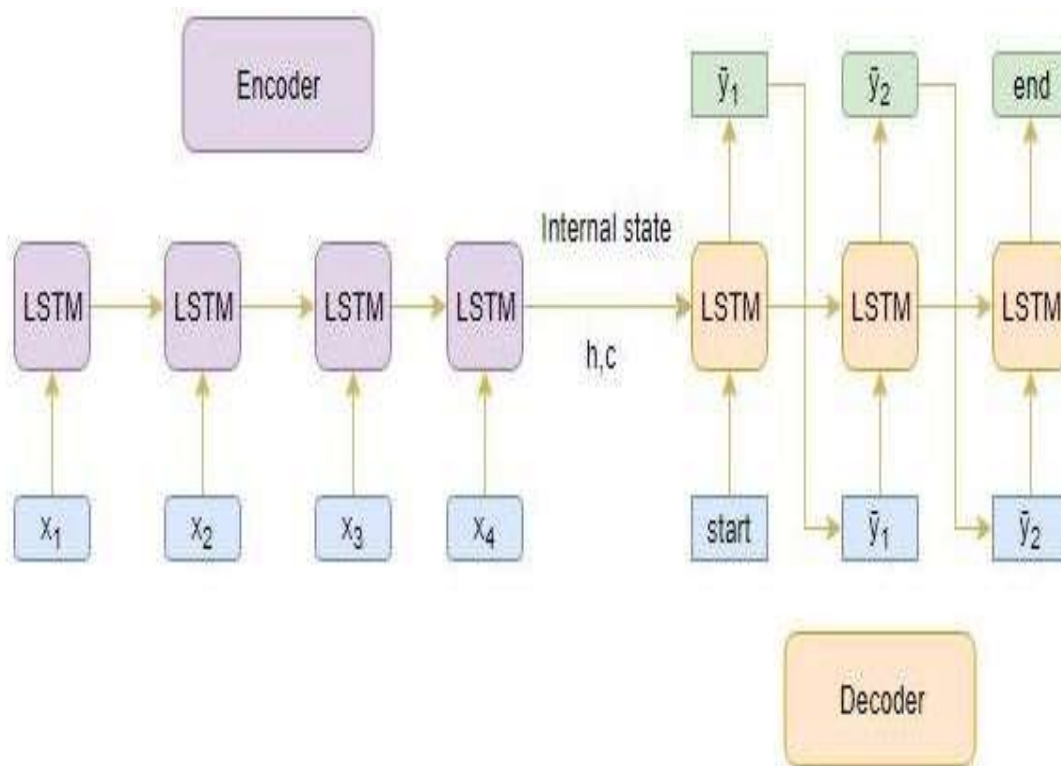 Encoder
ȳ₁ ȳ₂ end
Internal state
LSTM LSTM LSTM LSTM LSTM LSTM LSTM
h,c
x₁ x₂ x₃ x₄ start ȳ₁ ȳ₂
Decoder